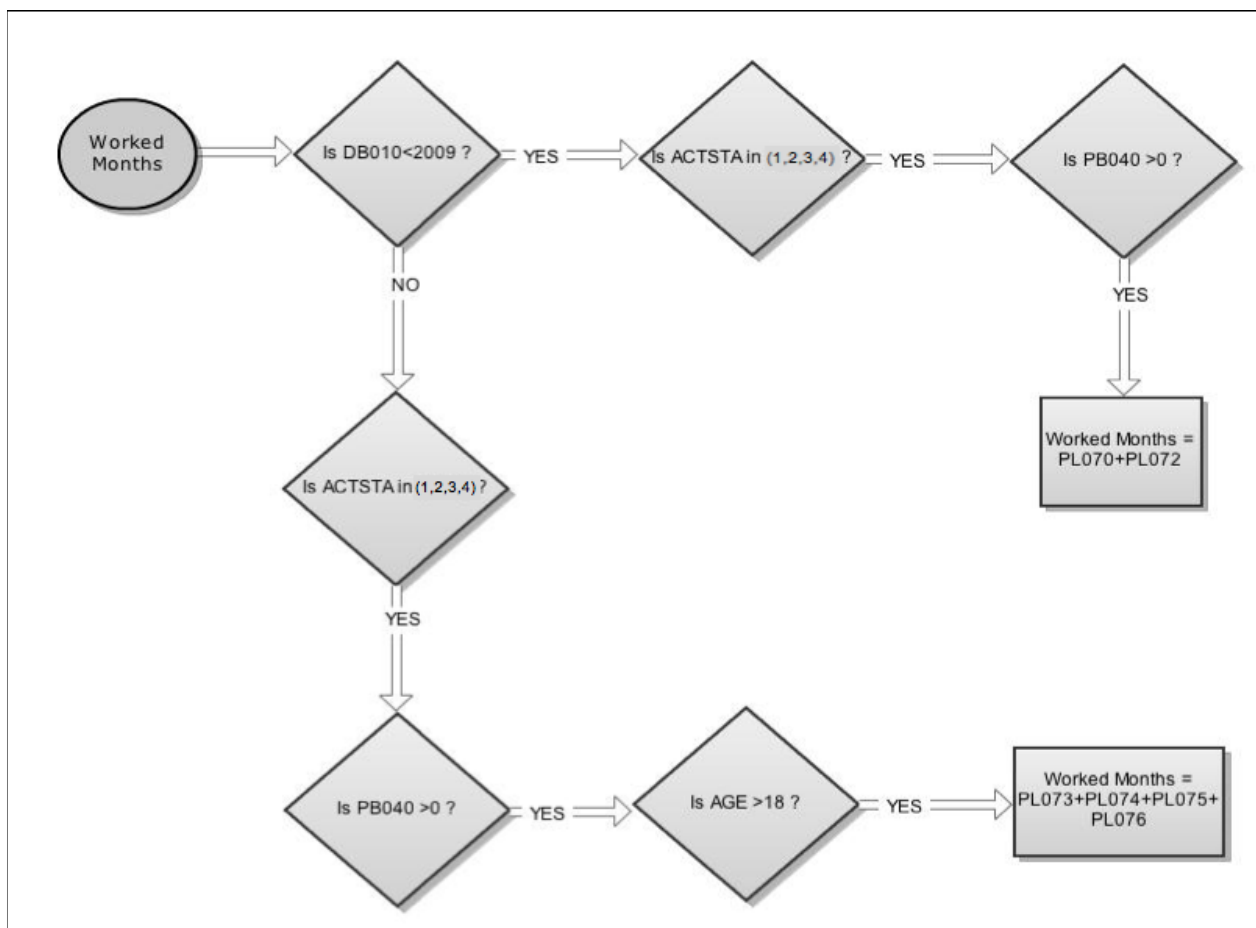 Worked
Months
Is DB010<2009 ?
YES
Is ACTSTA in (1,2,3,4) ?
YES
Is PB040 >0 ?
NO
YES
Worked Months =
PL070+PL072
Is ACTSTA in (1,2,3,4) ?
YES
Is PB040 >0 ?
YES
Is AGE >18 ?
YES
Worked Months =
PL073+PL074+PL075+
PL076